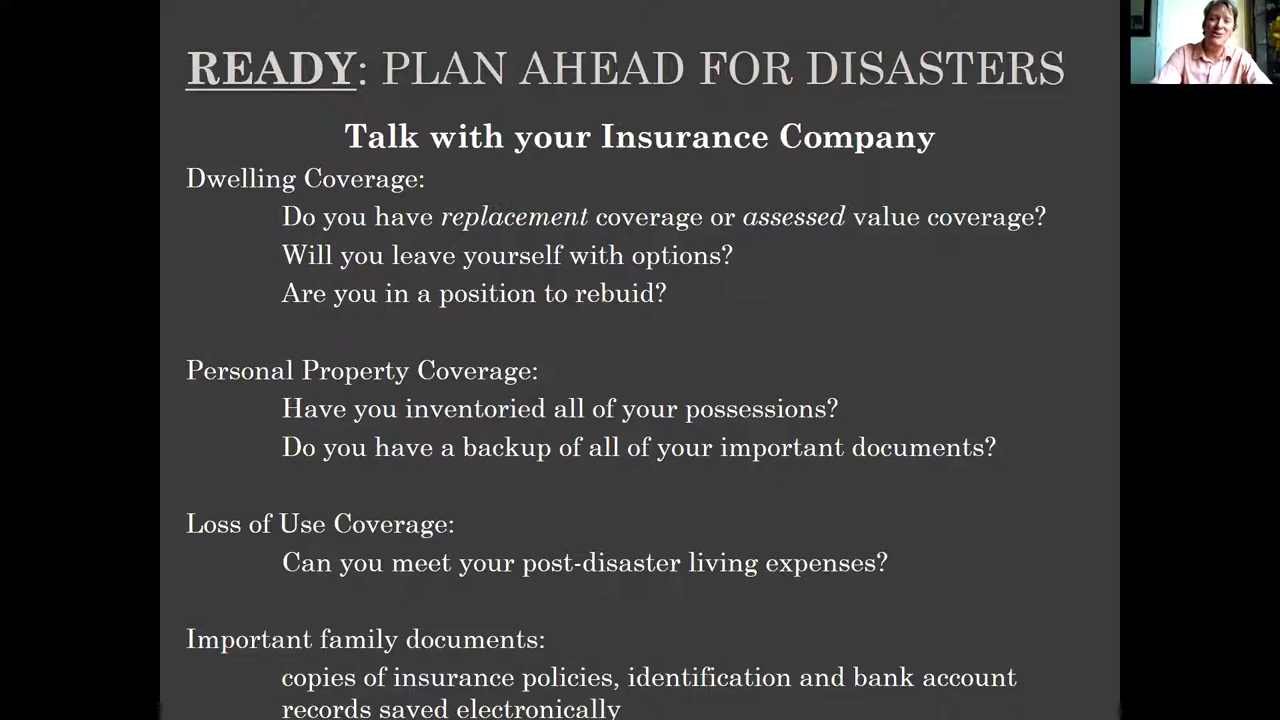 READY: PLAN AHEAD FOR DISASTERS
Talk with your Insurance Company
Dwelling Coverage:
Do you have replacement coverage or assessed value coverage?
Will you leave yourself with options?
Are you in a position to rebuid?
Personal Property Coverage:
Have you inventoried all of your possessions?
Do you have a backup of all of your important documents?
Loss of Use Coverage:
Can you meet your post-disaster living expenses?
Important family documents:
copies of insurance policies, identification and bank account
records saved electronically